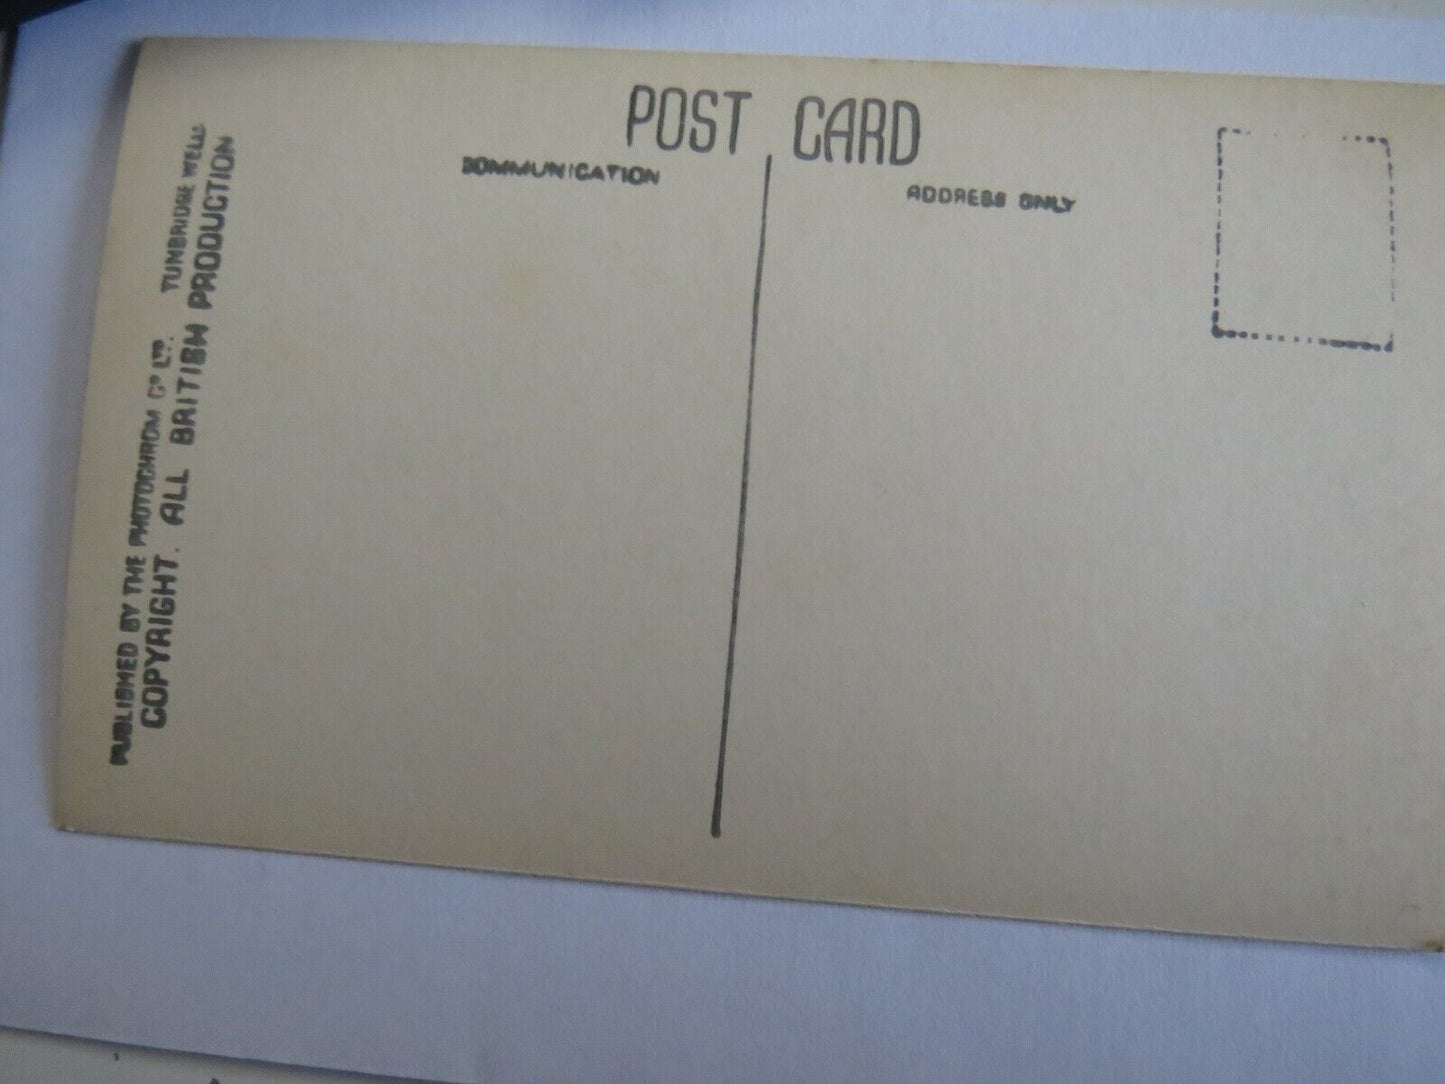 POST CARD
COMMUNICATION
ADDRESS ONLY
PUBLISHED BY THE PHOTOCHROM Cº LTD. TUNBRIDGE WELLS
COPYRIGHT. ALL BRITISH PRODUCTION